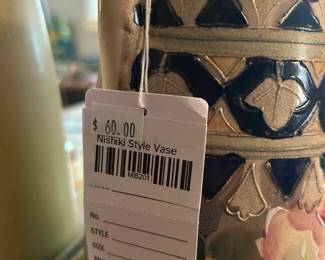 $ 60.00
Nishiki Style Vase
MB201
No.
STYLE
SIZE